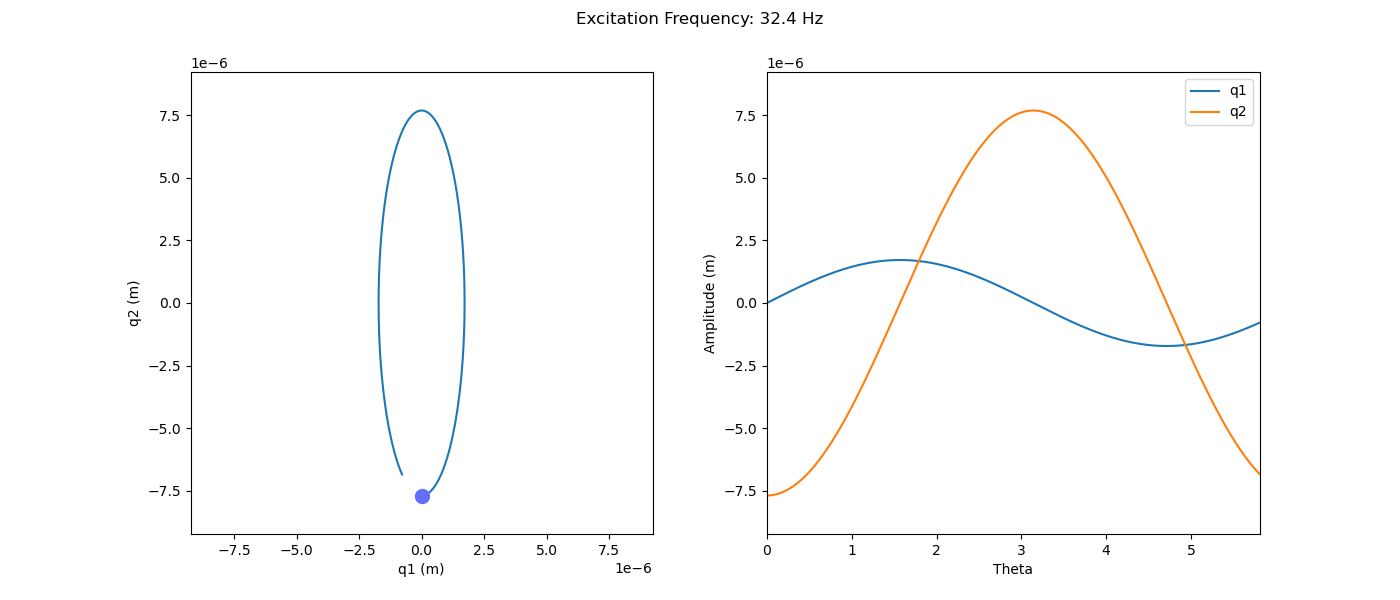 Excitation Frequency: 32.4 Hz
1e−6
7.5
5.0
2.5
0.0
−2.5
−5.0
−7.5
q2 (m)
−7.5 −5.0 −2.5 0.0 2.5 5.0 7.5
q1 (m)
1e−6
1e−6
7.5
5.0
2.5
0.0
−2.5
−5.0
−7.5
Amplitude (m)
0 1 2 3 4 5
Theta
q1
q2